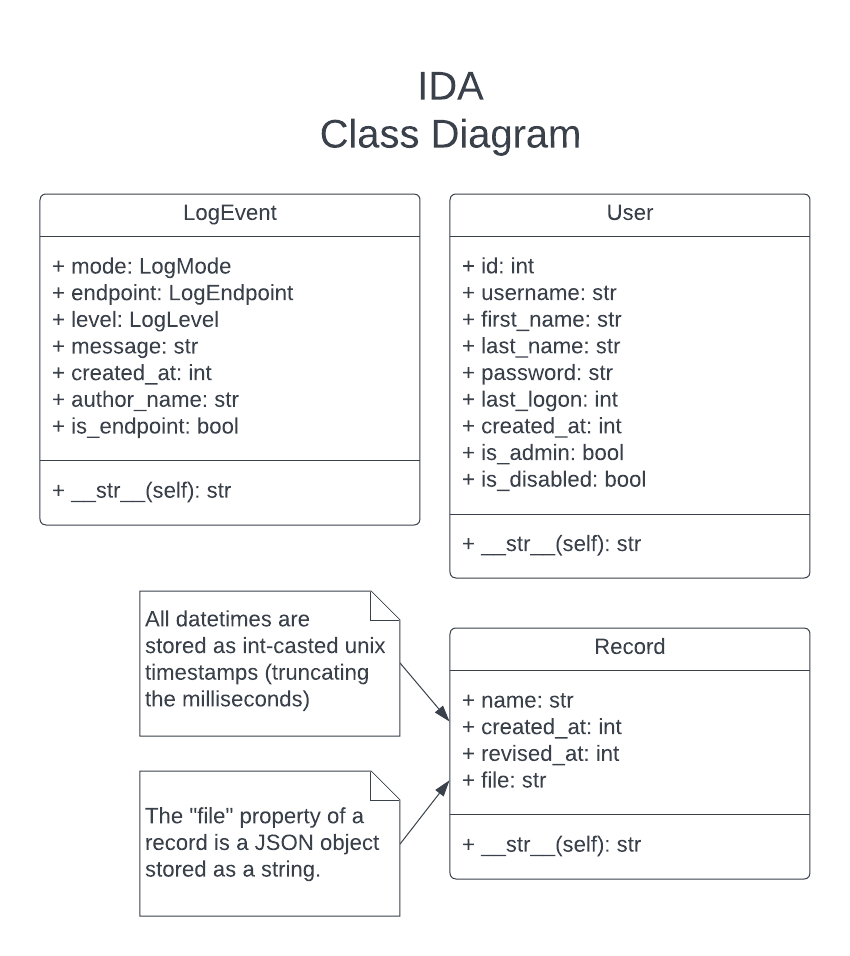 IDA
Class Diagram
LogEvent
+ mode: LogMode
+ endpoint: LogEndpoint
+ level: LogLevel
+ message: str
+ created_at: int
+ author_name: str
+ is_endpoint: bool
+ __str__(self): str
User
+ id: int
+ username: str
+ first_name: str
+ last_name: str
+ password: str
+ last_logon: int
+ created_at: int
+ is_admin: bool
+ is_disabled: bool
+ __str__(self): str
All datetimes are
stored as int-casted unix
timestamps (truncating
the milliseconds)
Record
+ name: str
+ created_at: int
+ revised_at: int
+ file: str
+ __str__(self): str
The "file" property of a
record is a JSON object
stored as a string.